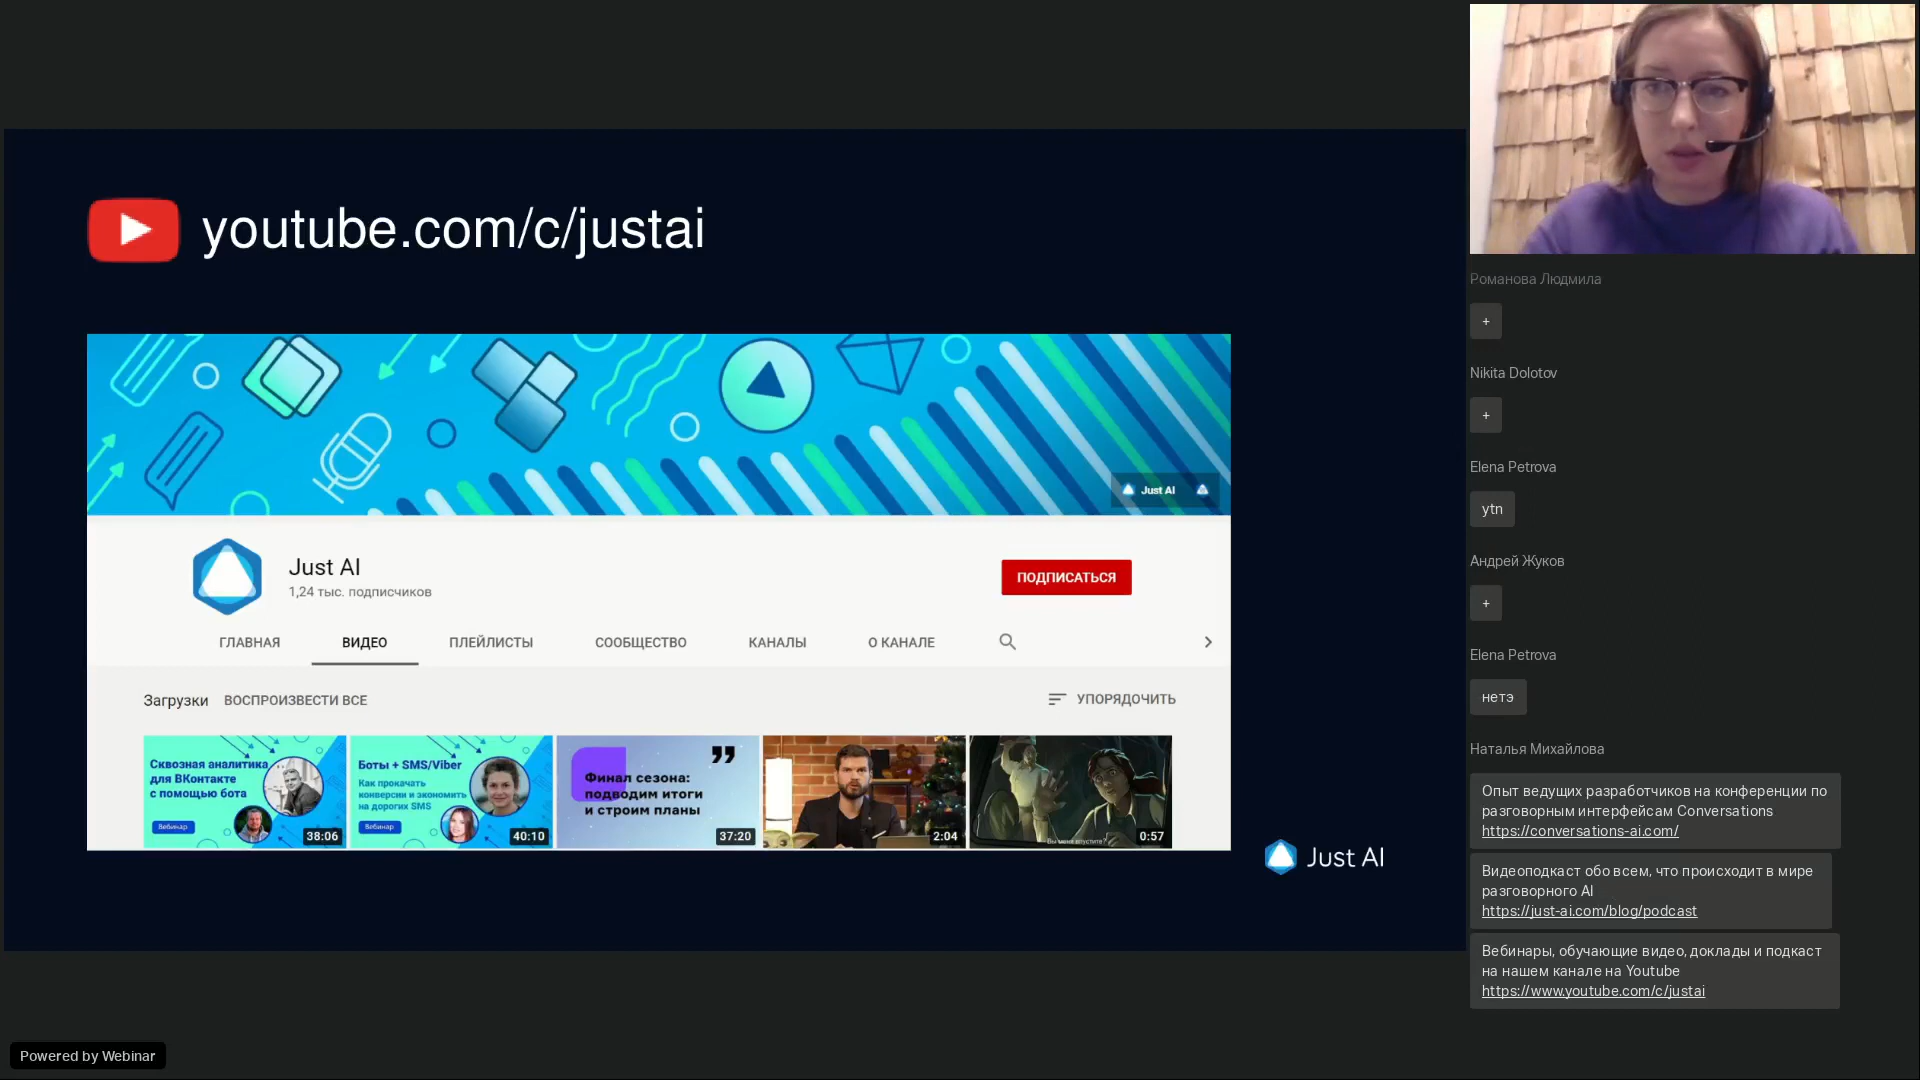 youtube.com/c/justai
Just AI
Just AI
1,24 тыс. подписчиков
ПОДПИСАТЬСЯ
ГЛАВНАЯ ВИДЕО ПЛЕЙЛИСТЫ СООБЩЕСТВО КАНАЛЫ О КАНАЛЕ
Загрузки ВОСПРОИЗВЕСТИ ВСЕ УПОРЯДОЧИТЬ
Сквозная аналитика
для ВКонтакте
с помощью бота
Вебинар
38:06
Боты + SMS/Viber
Как прокачать
конверсии и экономить
на дорогих SMS
Вебинар
40:10
Финал сезона:
подводим итоги
и строим планы
37:20
2:04
Вы меня впустите?
0:57
Just AI
Романова Людмила
+
Nikita Dolotov
+
Elena Petrova
ytn
Андрей Жуков
+
Elena Petrova
нетэ
Наталья Михайлова
Опыт ведущих разработчиков на конференции по
разговорным интерфейсам Conversations
https://conversations-ai.com/
Видеоподкаст обо всем, что происходит в мире
разговорного AI
https://just-ai.com/blog/podcast
Вебинары, обучающие видео, доклады и подкаст
на нашем канале на Youtube
https://www.youtube.com/c/justai
Powered by Webinar